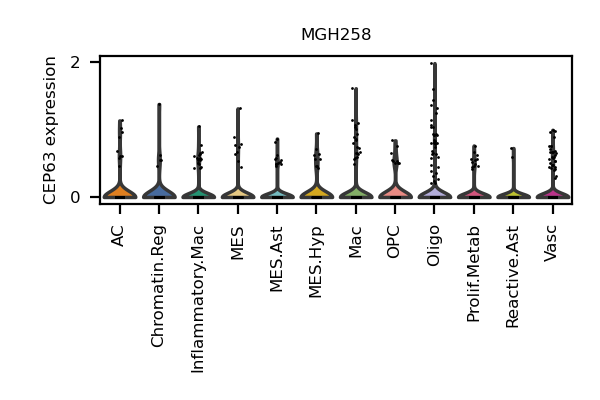 MGH258
CEP63 expression
2
0
AC
Chromatin.Reg
Inflammatory.Mac
MES
MES.Ast
MES.Hyp
Mac
OPC
Oligo
Prolif.Metab
Reactive.Ast
Vasc